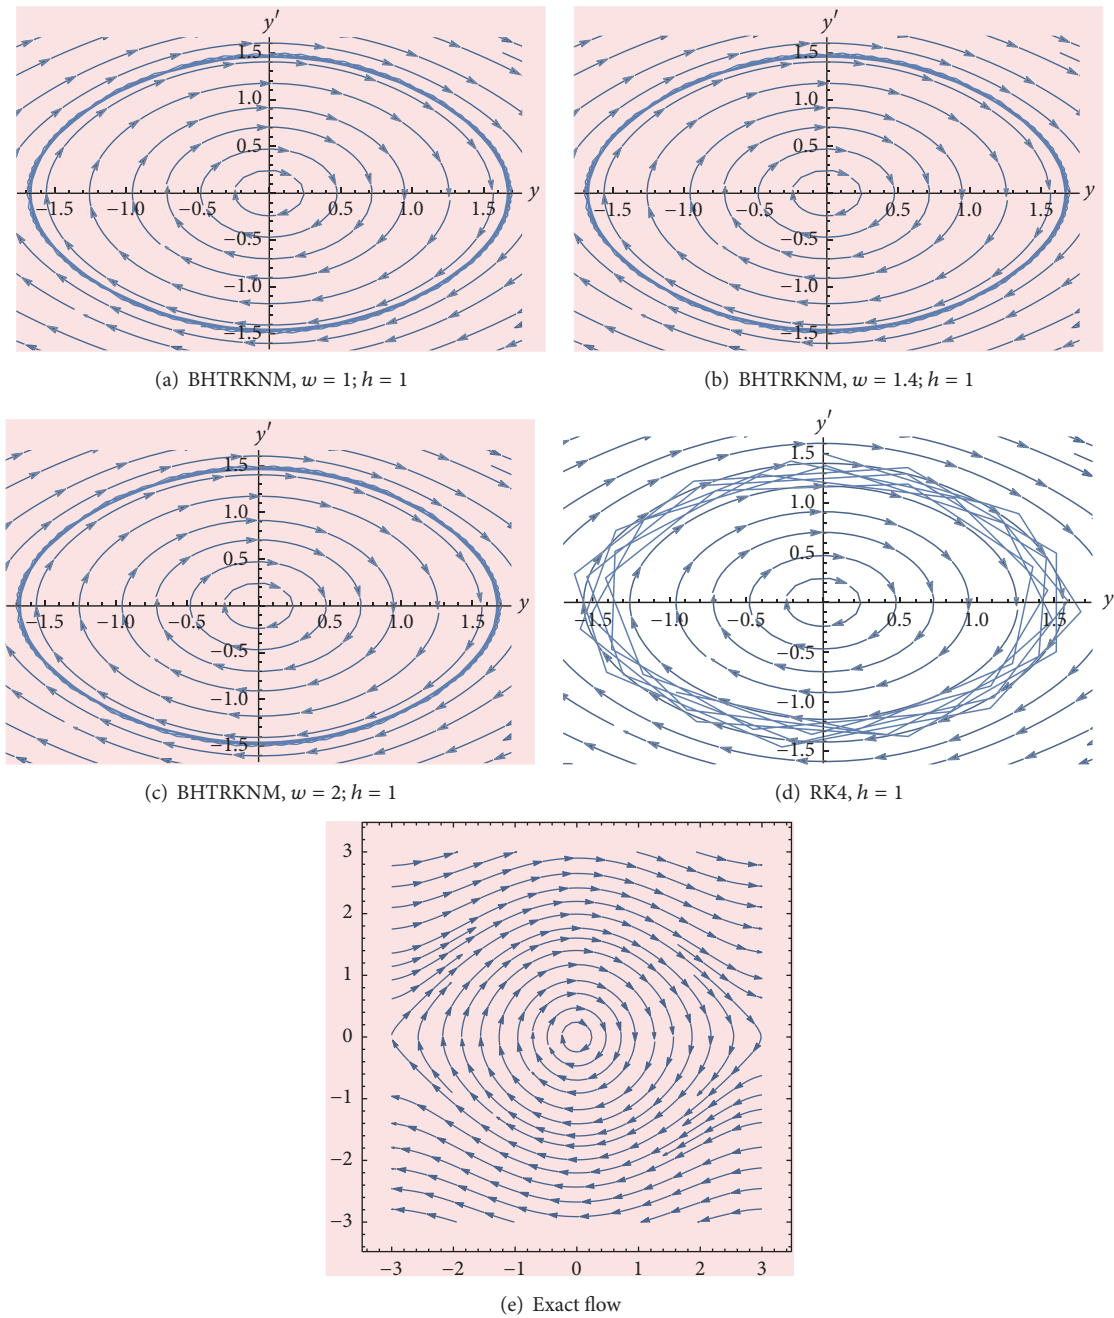 y′
1.5
1.0
0.5
y
−1.5 −1.0 −0.5 0.5 1.0 1.5
−0.5
−1.0
−1.5
(a) BHTRKNM, w = 1; h = 1
y′
1.5
1.0
0.5
y
−1.5 −1.0 −0.5 0.5 1.0 1.5
−0.5
−1.0
−1.5
(b) BHTRKNM, w = 1.4; h = 1
y′
1.5
1.0
0.5
y
−1.5 −1.0 −0.5 0.5 1.0 1.5
−0.5
−1.0
−1.5
(c) BHTRKNM, w = 2; h = 1
y′
1.5
1.0
0.5
y
−1.5 −1.0 −0.5 0.5 1.0 1.5
−0.5
−1.0
−1.5
(d) RK4, h = 1
3
2
1
0
−1
−2
−3
−3 −2 −1 0 1 2 3
(e) Exact flow